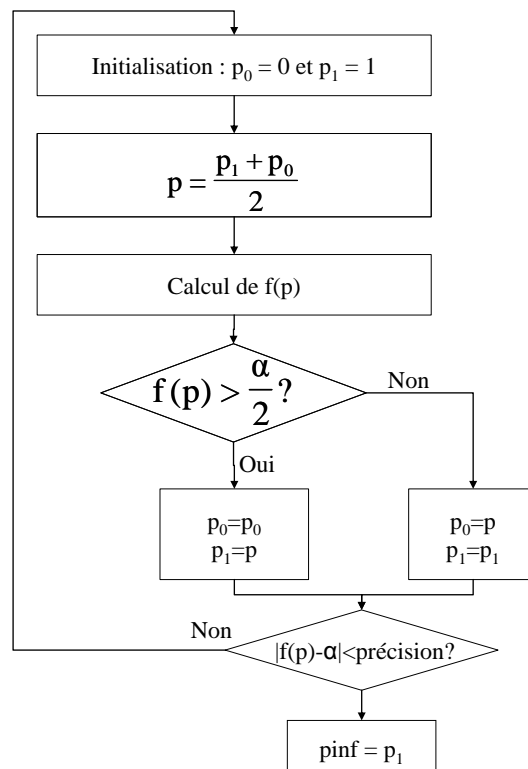 Initialisation : p₀ = 0 et p₁ = 1
p = (p₁ + p₀)/2
Calcul de f(p)
f (p) > α/2 ?
Non
Oui
p₀=p₀
p₁=p
p₀=p
p₁=p₁
Non
|f(p)-α|<précision?
pinf = p₁